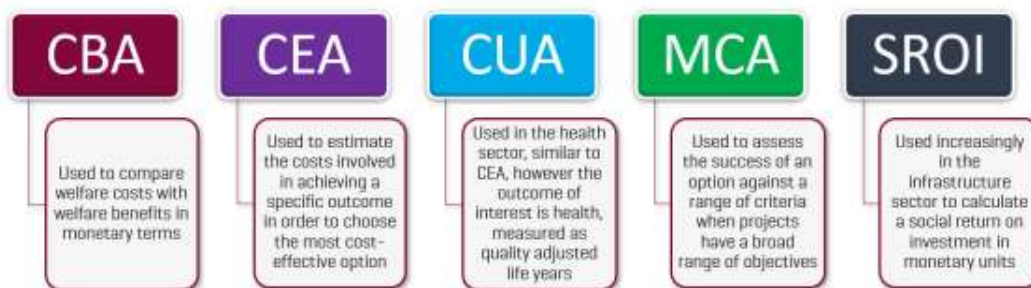 CBA
Used to compare
welfare costs with
welfare benefits in
monetary terms
CEA
Used to estimate
the costs involved
in achieving a
specific outcome
in order to choose
the most cost-
effective option
CUA
Used in the health
sector, similar to
CEA, however the
outcome of
interest is health,
measured as
quality adjusted
life years
MCA
Used to assess
the success of an
option against a
range of criteria
when projects
have a broad
range of objectives
SROI
Used increasingly
in the
infrastructure
sector to calculate
a social return on
investment in
monetary units